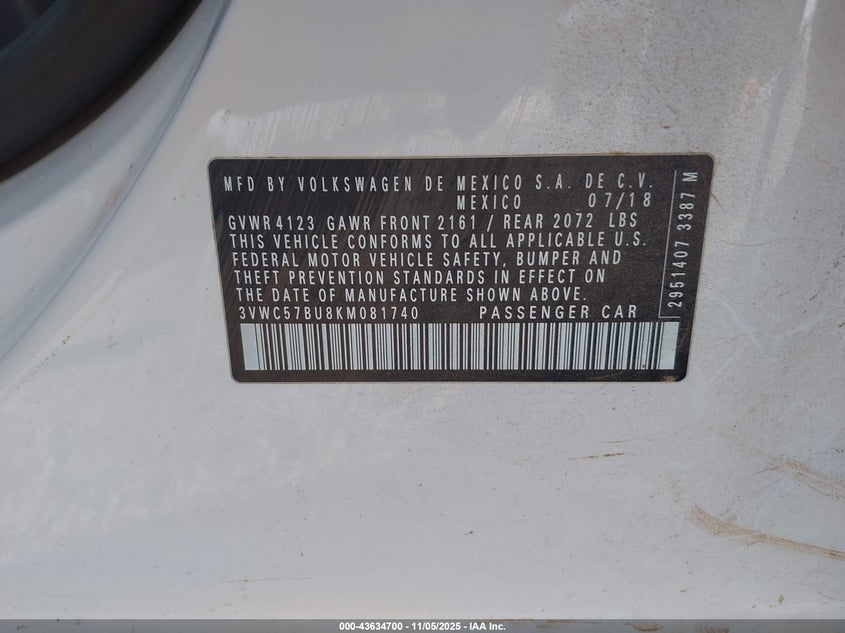 MFD BY VOLKSWAGEN DE MEXICO S.A. DE C.V.
MEXICO 07/18
GVWR 4123 GAWR FRONT 2161 / REAR 2072 LBS
THIS VEHICLE CONFORMS TO ALL APPLICABLE U.S.
FEDERAL MOTOR VEHICLE SAFETY, BUMPER AND
THEFT PREVENTION STANDARDS IN EFFECT ON
THE DATE OF MANUFACTURE SHOWN ABOVE.
3VWC57BU8KM081740 PASSENGER CAR
2951407 3387 M
000-43634700 - 11/05/2025 - IAA Inc.